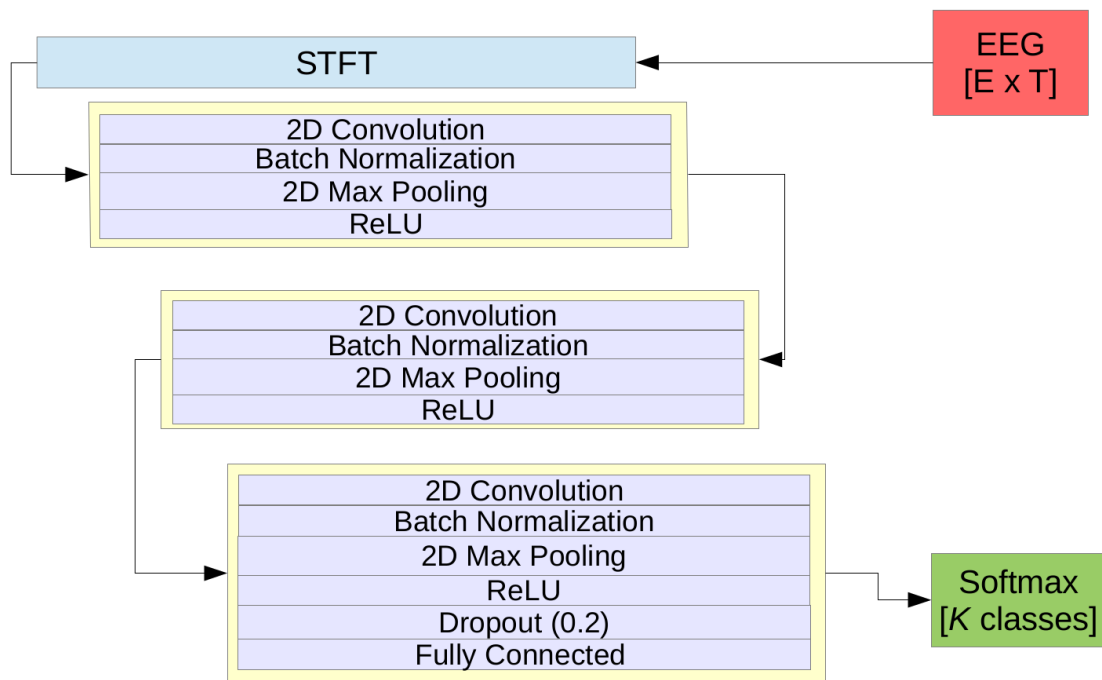 EEG
[E x T]
STFT
2D Convolution
Batch Normalization
2D Max Pooling
ReLU
2D Convolution
Batch Normalization
2D Max Pooling
ReLU
2D Convolution
Batch Normalization
2D Max Pooling
ReLU
Dropout (0.2)
Fully Connected
Softmax
[K classes]